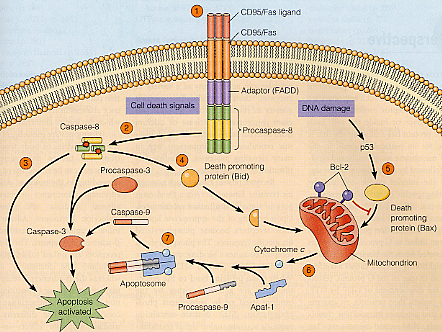 1
CD95/Fas ligand
CD95/Fas
Adaptor (FADD)
Cell death signals
DNA damage
Procaspase-8
Caspase-8
2
p53
3
4
Procaspase-3
Death promoting
protein (Bid)
Bcl-2
5
Caspase-9
Death
promoting
protein (Bax)
Caspase-3
7
Cytochrome c
6
Mitochondrion
Apoptosome
Apoptosis
activated
Procaspase-9
Apaf-1